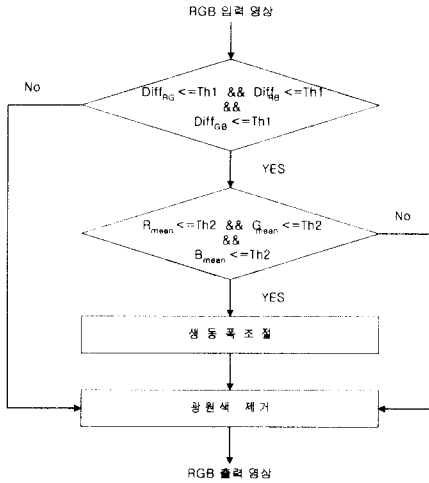 RGB 입력 영상
Diff_RG <=Th1 && Diff_RB <=Th1
&&
Diff_GB <=Th1
No
YES
R_mean <=Th2 && G_mean <=Th2
&&
B_mean <=Th2
No
YES
생 동 폭 조 절
광 원 색 제 거
RGB 출력 영상